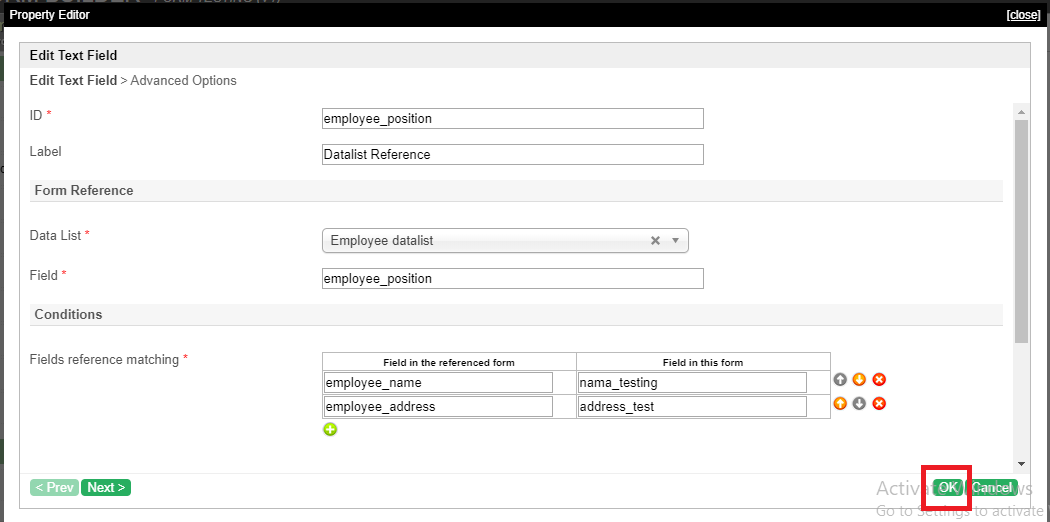 Property Editor [close]
Edit Text Field
Edit Text Field > Advanced Options
ID *
employee_position
Label
Datalist Reference
Form Reference
Data List *
Employee datalist
Field *
employee_position
Conditions
Fields reference matching *
Field in the referenced form Field in this form
employee_name nama_testing
employee_address address_test
< Prev Next > OK Cancel
Activate Windows
Go to Settings to activate